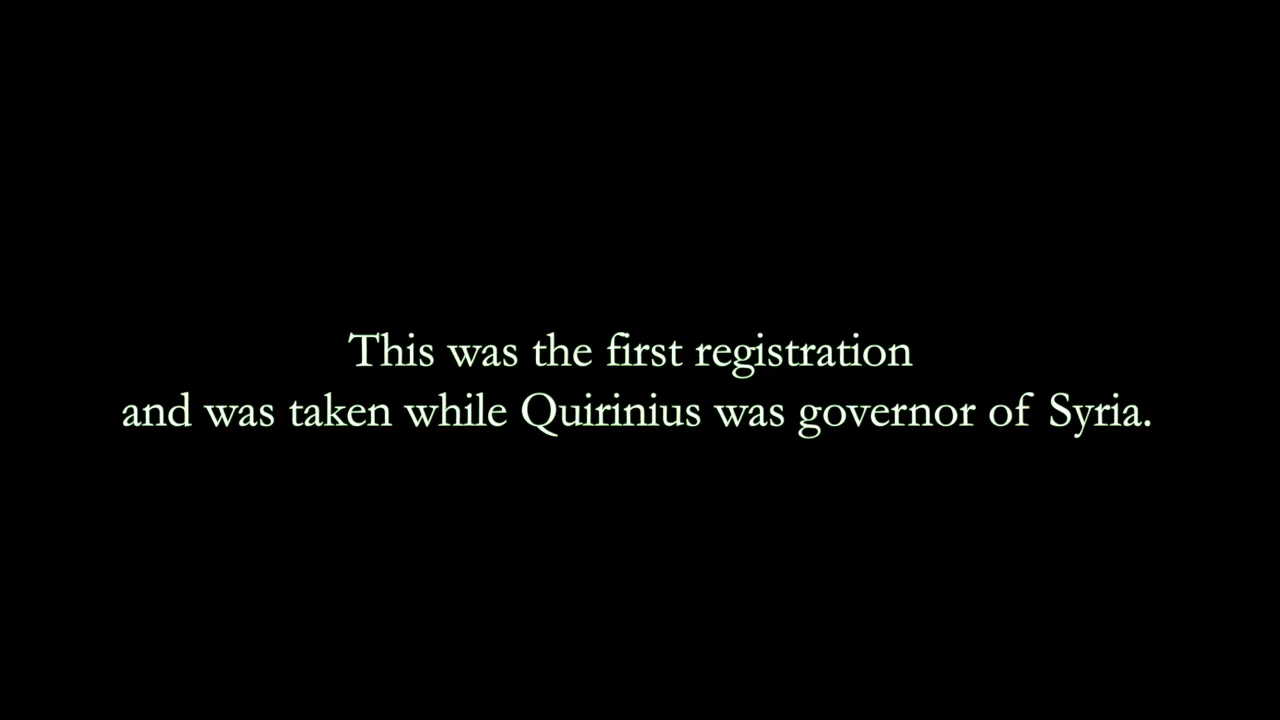 This was the first registration
and was taken while Quirinius was governor of Syria.